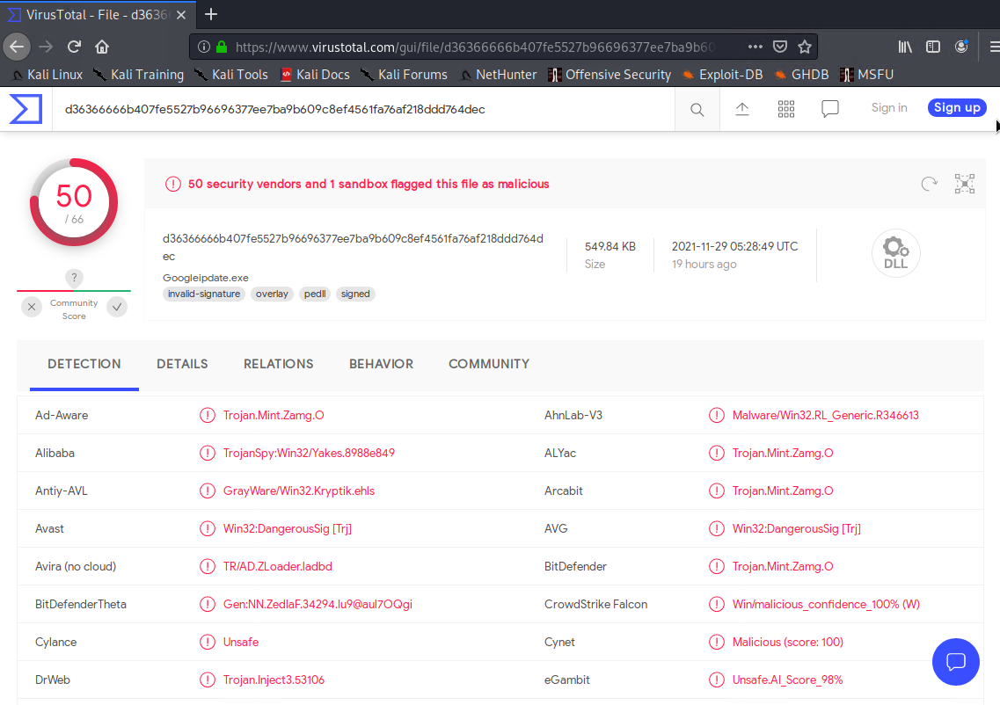 VirusTotal - File - d3636
https://www.virustotal.com/gui/file/d36366666b407fe5527b96696377ee7ba9b60
Kali Linux Kali Training Kali Tools Kali Docs Kali Forums NetHunter Offensive Security Exploit-DB GHDB MSFU
d36366666b407fe5527b96696377ee7ba9b609c8ef4561fa76af218ddd764dec
Sign in Sign up
50
/ 66
?
Community
Score
50 security vendors and 1 sandbox flagged this file as malicious
d36366666b407fe5527b96696377ee7ba9b609c8ef4561fa76af218ddd764d
ec
Googleipdate.exe
invalid-signature overlay pedll signed
549.84 KB
Size
2021-11-29 05:28:49 UTC
19 hours ago
DLL
DETECTION DETAILS RELATIONS BEHAVIOR COMMUNITY
Ad-Aware Trojan.Mint.Zamg.O AhnLab-V3 Malware/Win32.RL_Generic.R346613
Alibaba TrojanSpy:Win32/Yakes.8988e849 ALYac Trojan.Mint.Zamg.O
Antiy-AVL GrayWare/Win32.Kryptik.ehls Arcabit Trojan.Mint.Zamg.O
Avast Win32:DangerousSig [Trj] AVG Win32:DangerousSig [Trj]
Avira (no cloud) TR/AD.ZLoader.ladbd BitDefender Trojan.Mint.Zamg.O
BitDefenderTheta Gen:NN.ZedlaF.34294.Iu9@aul7OQgi CrowdStrike Falcon Win/malicious_confidence_100% (W)
Cylance Unsafe Cynet Malicious (score: 100)
DrWeb Trojan.Inject3.53106 eGambit Unsafe.AI_Score_98%